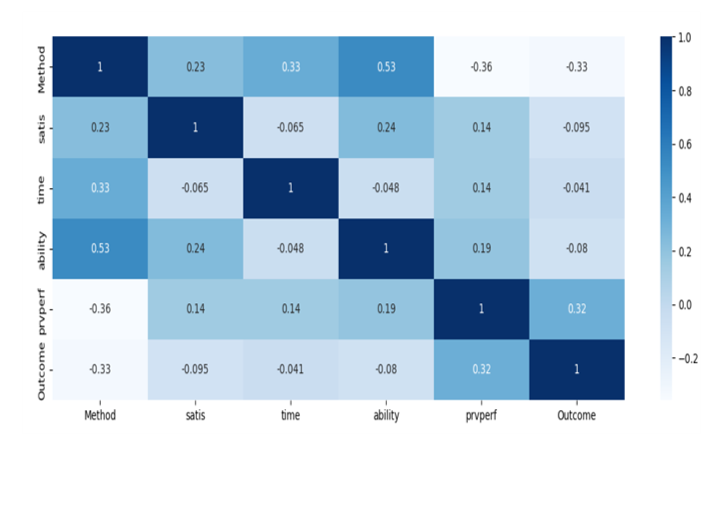 Method 1 0.23 0.33 0.53 -0.36 -0.33
satis 0.23 1 -0.065 0.24 0.14 -0.095
time 0.33 -0.065 1 -0.048 0.14 -0.041
ability 0.53 0.24 -0.048 1 0.19 -0.08
prvperf -0.36 0.14 0.14 0.19 1 0.32
Outcome -0.33 -0.095 -0.041 -0.08 0.32 1
Method satis time ability prvperf Outcome
1.0
0.8
0.6
0.4
0.2
0.0
−0.2